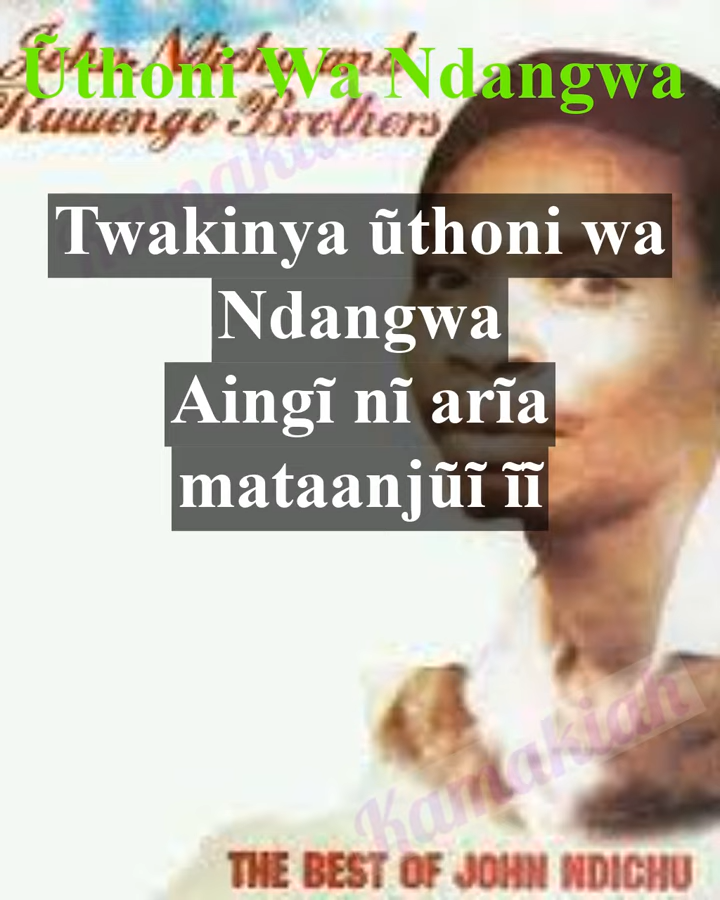 John Ndichu and
Ũthoni Wa Ndangwa
Brothers
Kamakiah
Twakinya ũthoni wa
Ndangwa
Aingĩ nĩ arĩa
mataanjũĩ ĩĩ
Kamakiah
THE BEST OF JOHN NDICHU